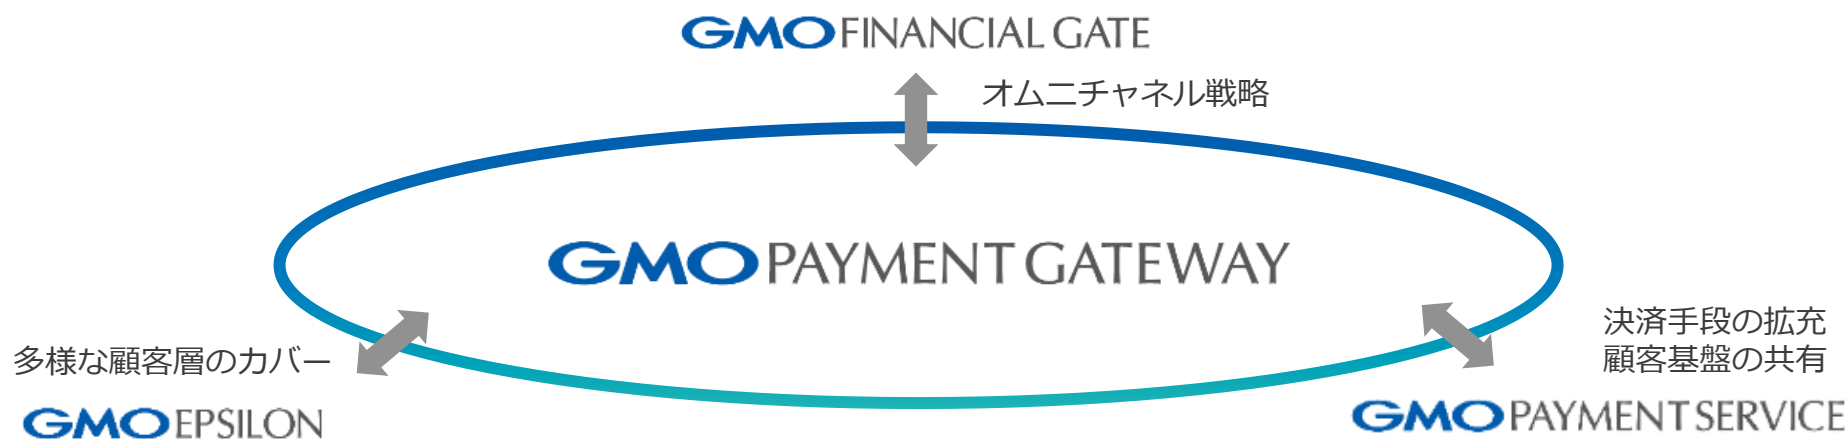 GMO FINANCIAL GATE
オムニチャネル戦略
GMO PAYMENT GATEWAY
多様な顧客層のカバー
GMO EPSILON
決済手段の拡充
顧客基盤の共有
GMO PAYMENT SERVICE